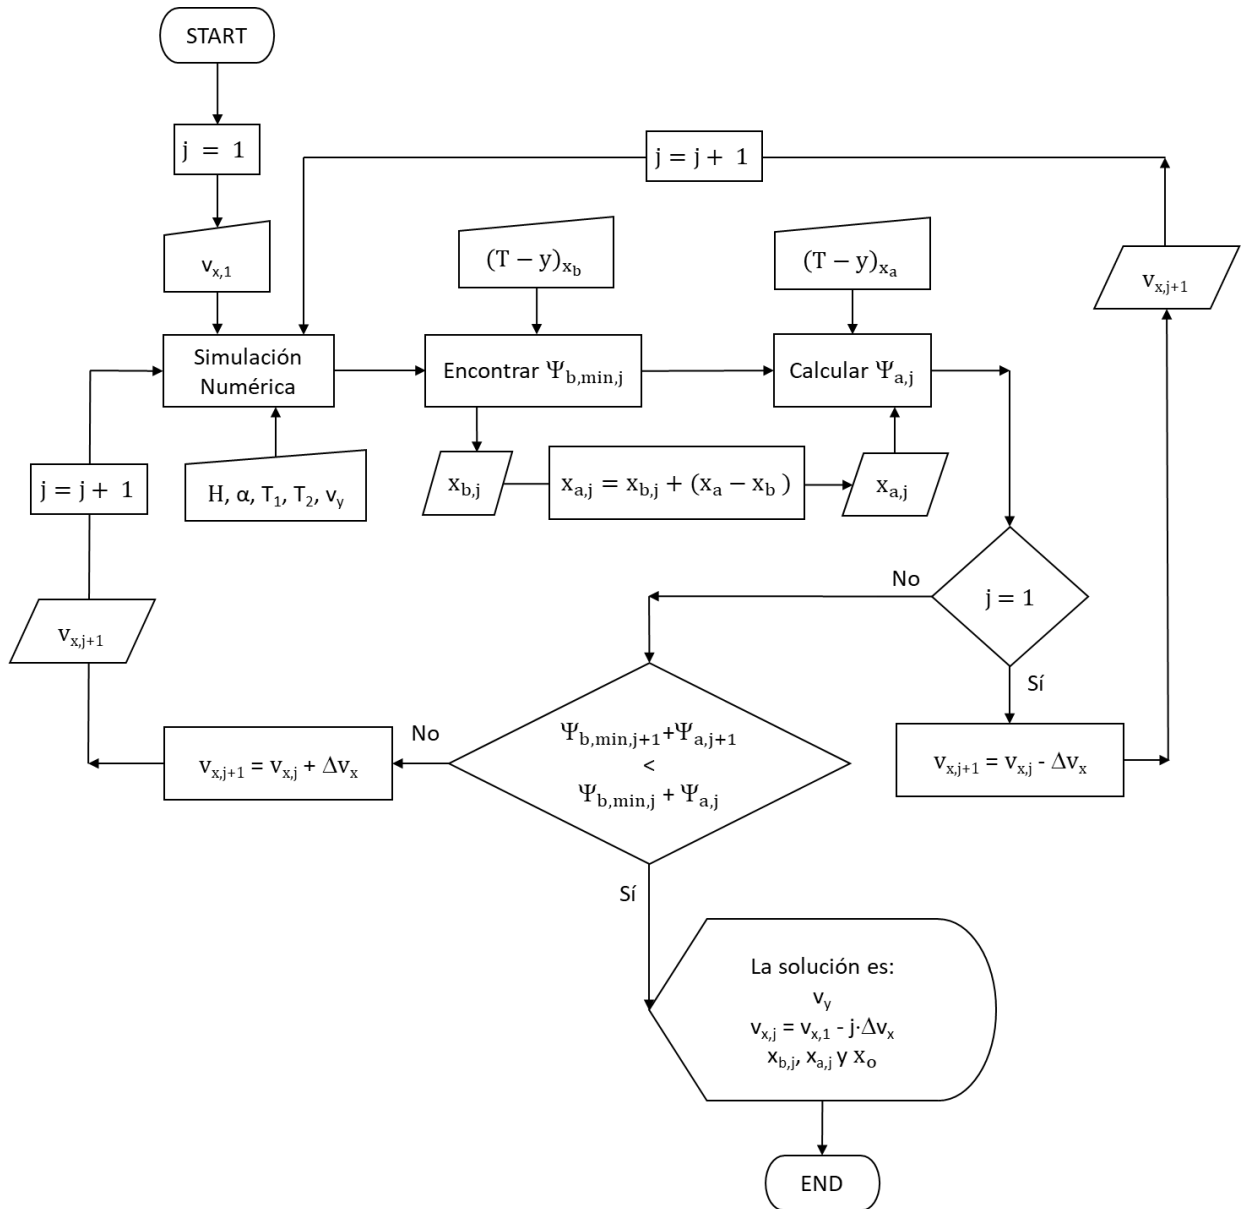 START
j = 1
j = j + 1
v_{x,1}
(T − y)_{x_b}
(T − y)_{x_a}
v_{x,j+1}
Simulación
Numérica
Encontrar Ψ_{b,min,j}
Calcular Ψ_{a,j}
j = j + 1
H, α, T_1, T_2, v_y
x_{b,j}
x_{a,j} = x_{b,j} + (x_a − x_b )
x_{a,j}
No
j = 1
v_{x,j+1}
Sí
No
Ψ_{b,min,j+1}+Ψ_{a,j+1}
<
Ψ_{b,min,j} + Ψ_{a,j}
v_{x,j+1} = v_{x,j} + Δv_x
v_{x,j+1} = v_{x,j} - Δv_x
Sí
La solución es:
v_y
v_{x,j} = v_{x,1} - j·Δv_x
x_{b,j}, x_{a,j} y x_o
END